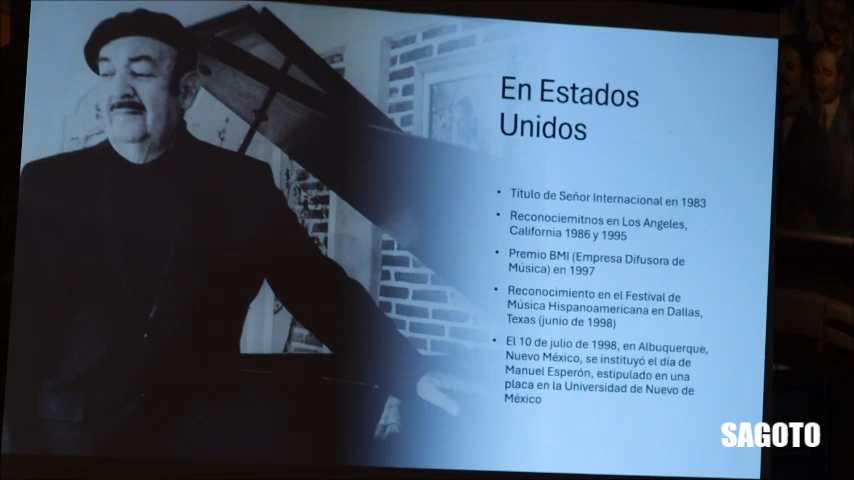 En Estados
Unidos
• Título de Señor Internacional en 1983
• Reconociemitnos en Los Angeles,
California 1986 y 1995
• Premio BMI (Empresa Difusora de
Música) en 1997
• Reconocimiento en el Festival de
Música Hispanoamericana en Dallas,
Texas (junio de 1998)
• El 10 de julio de 1998, en Albuquerque,
Nuevo México, se instituyó el día de
Manuel Esperón, estipulado en una
placa en la Universidad de Nuevo de
México
SAGOTO